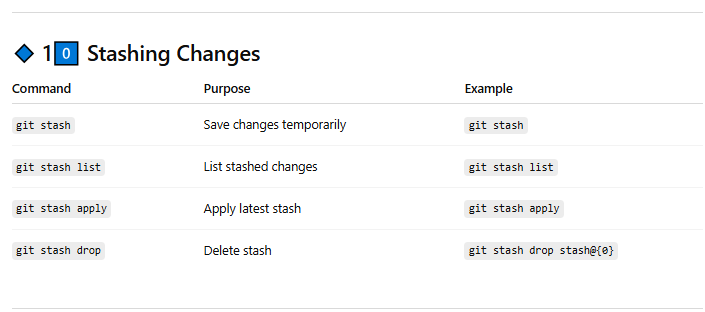 🔷 10️⃣ Stashing Changes
Command Purpose Example
git stash Save changes temporarily git stash
git stash list List stashed changes git stash list
git stash apply Apply latest stash git stash apply
git stash drop Delete stash git stash drop stash@{0}